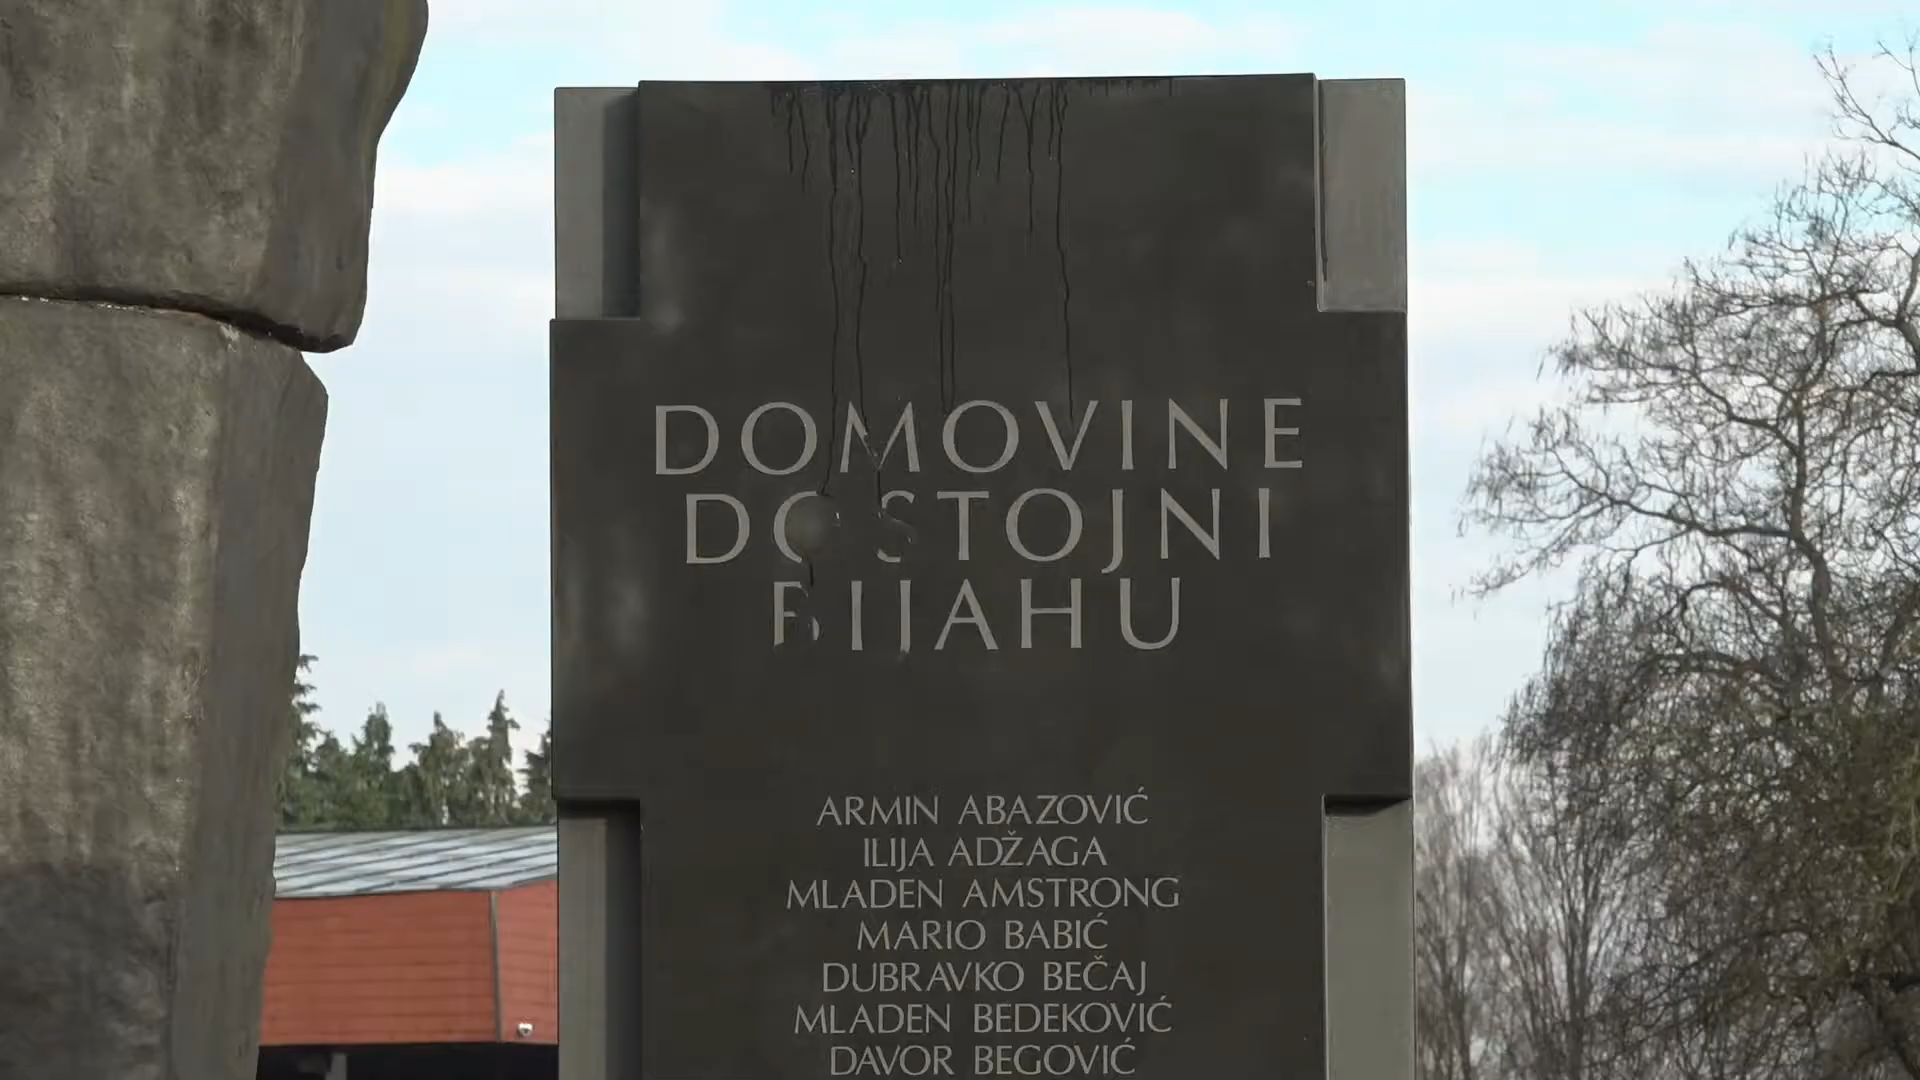 DOMOVINE
DOSTOJNI
BIJAHU
ARMIN ABAZOVIĆ
ILIJA ADŽAGA
MLADEN AMSTRONG
MARIO BABIĆ
DUBRAVKO BEČAJ
MLADEN BEDEKOVIĆ
DAVOR BEGOVIĆ